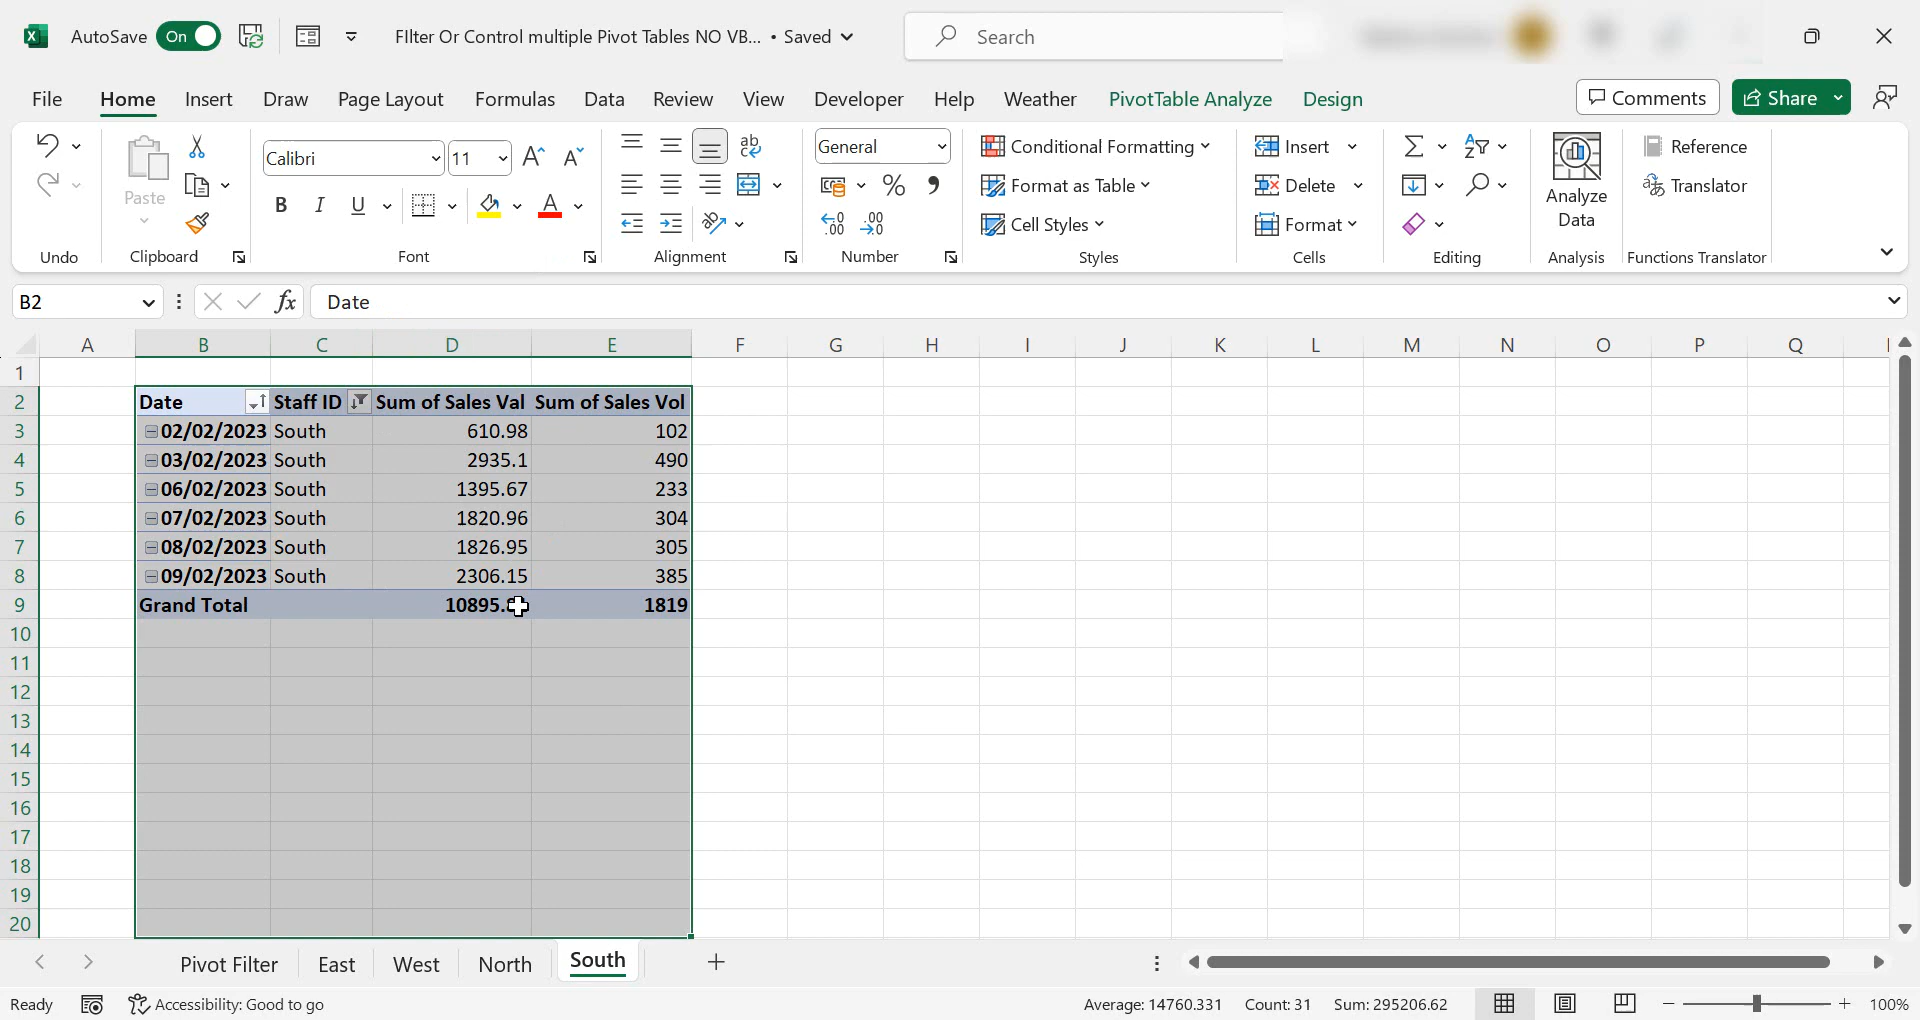 AutoSave On FIlter Or Control multiple Pivot Tables NO VB... • Saved Search
File Home Insert Draw Page Layout Formulas Data Review View Developer Help Weather PivotTable Analyze Design Comments Share
Paste
Calibri 11
General
Conditional Formatting
Format as Table
Cell Styles
Insert
Delete
Format
Analyze Data
Reference
Translator
Undo Clipboard Font Alignment Number Styles Cells Editing Analysis Functions Translator
B2 fx Date
A B C D E F G H I J K L M N O P Q
1
2 Date Staff ID Sum of Sales Val Sum of Sales Vol
3 02/02/2023 South 610.98 102
4 03/02/2023 South 2935.1 490
5 06/02/2023 South 1395.67 233
6 07/02/2023 South 1820.96 304
7 08/02/2023 South 1826.95 305
8 09/02/2023 South 2306.15 385
9 Grand Total 10895. 1819
10
11
12
13
14
15
16
17
18
19
20
Pivot Filter East West North South
Ready Accessibility: Good to go Average: 14760.331 Count: 31 Sum: 295206.62 100%